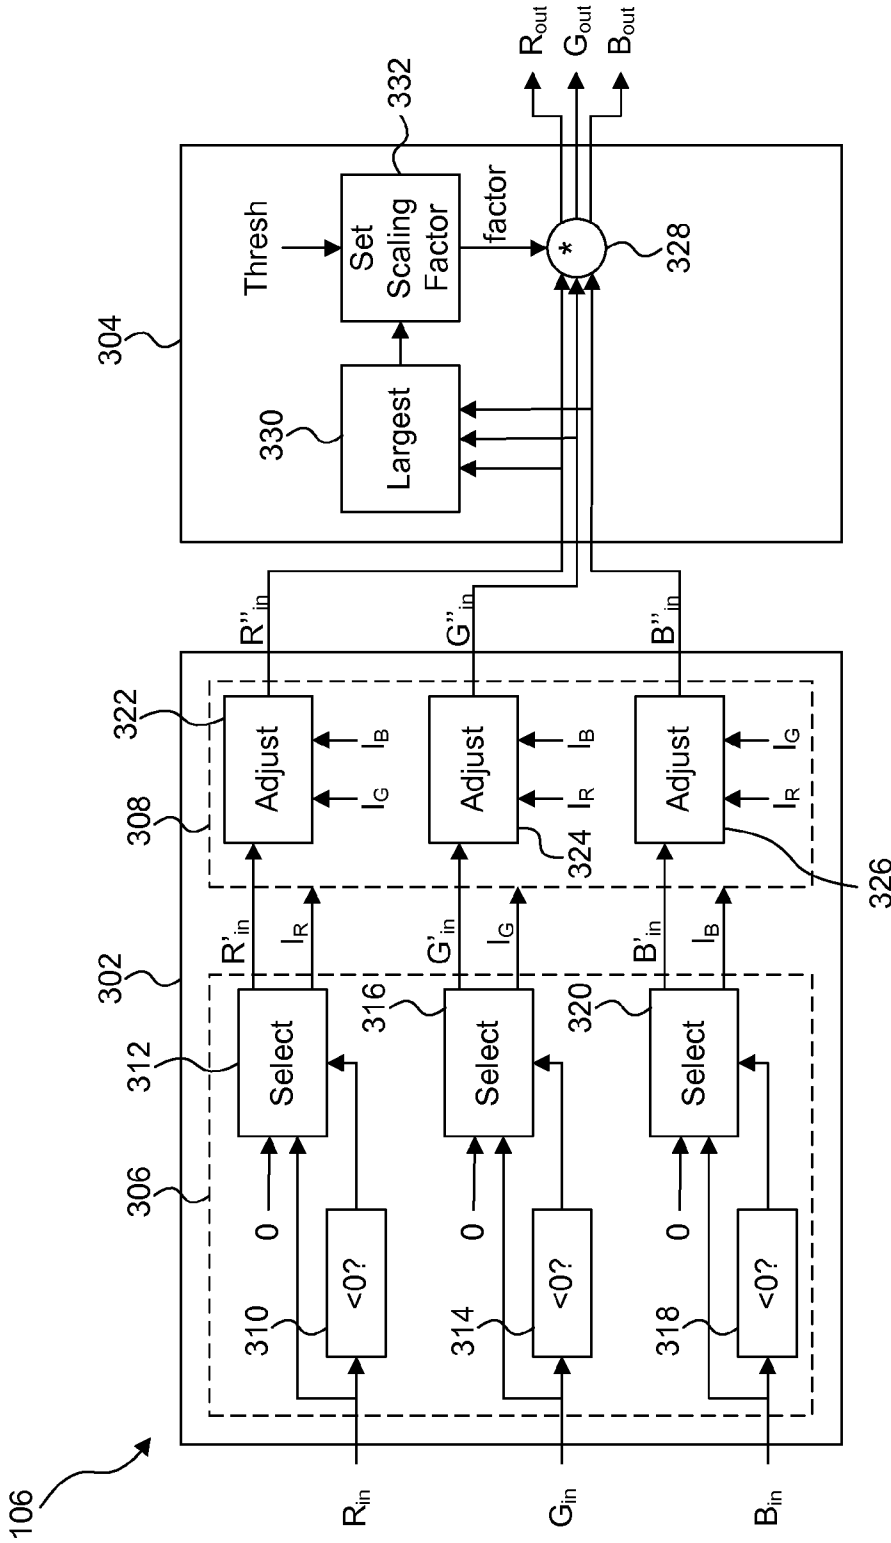 106
302
304
306
308
R_in
310
<0?
0
312
Select
R'_in
I_R
322
Adjust
I_G
I_B
R"_in
G_in
314
<0?
0
316
Select
G'_in
I_G
324
Adjust
I_R
I_B
G"_in
B_in
318
<0?
0
320
Select
B'_in
I_B
326
Adjust
I_R
I_G
B"_in
330
Largest
Thresh
332
Set
Scaling
Factor
factor
*
328
R_out
G_out
B_out